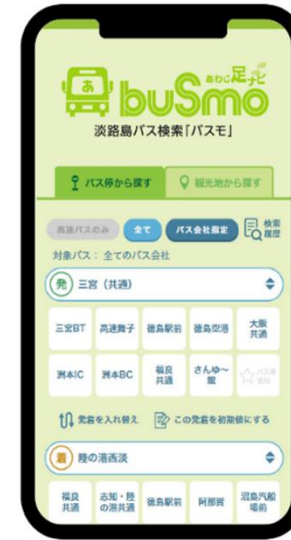 あ
あわじ足ナビ
buSmo
淡路島バス検索「バスモ」
バス停から探す
観光地から探す
高速バスのみ
全て
バス会社指定
検索
履歴
対象バス：全てのバス会社
発 三宮（共通）
三宮BT 高速舞子 徳島駅前 徳島空港 大阪共通
洲本IC 洲本BC 福良共通 さんゆ～館
発着を入れ替え この発着を初期値にする
着 陸の港西淡
福良共通 志知・陸の港共通 徳島駅前 阿那賀 沼島汽船場前